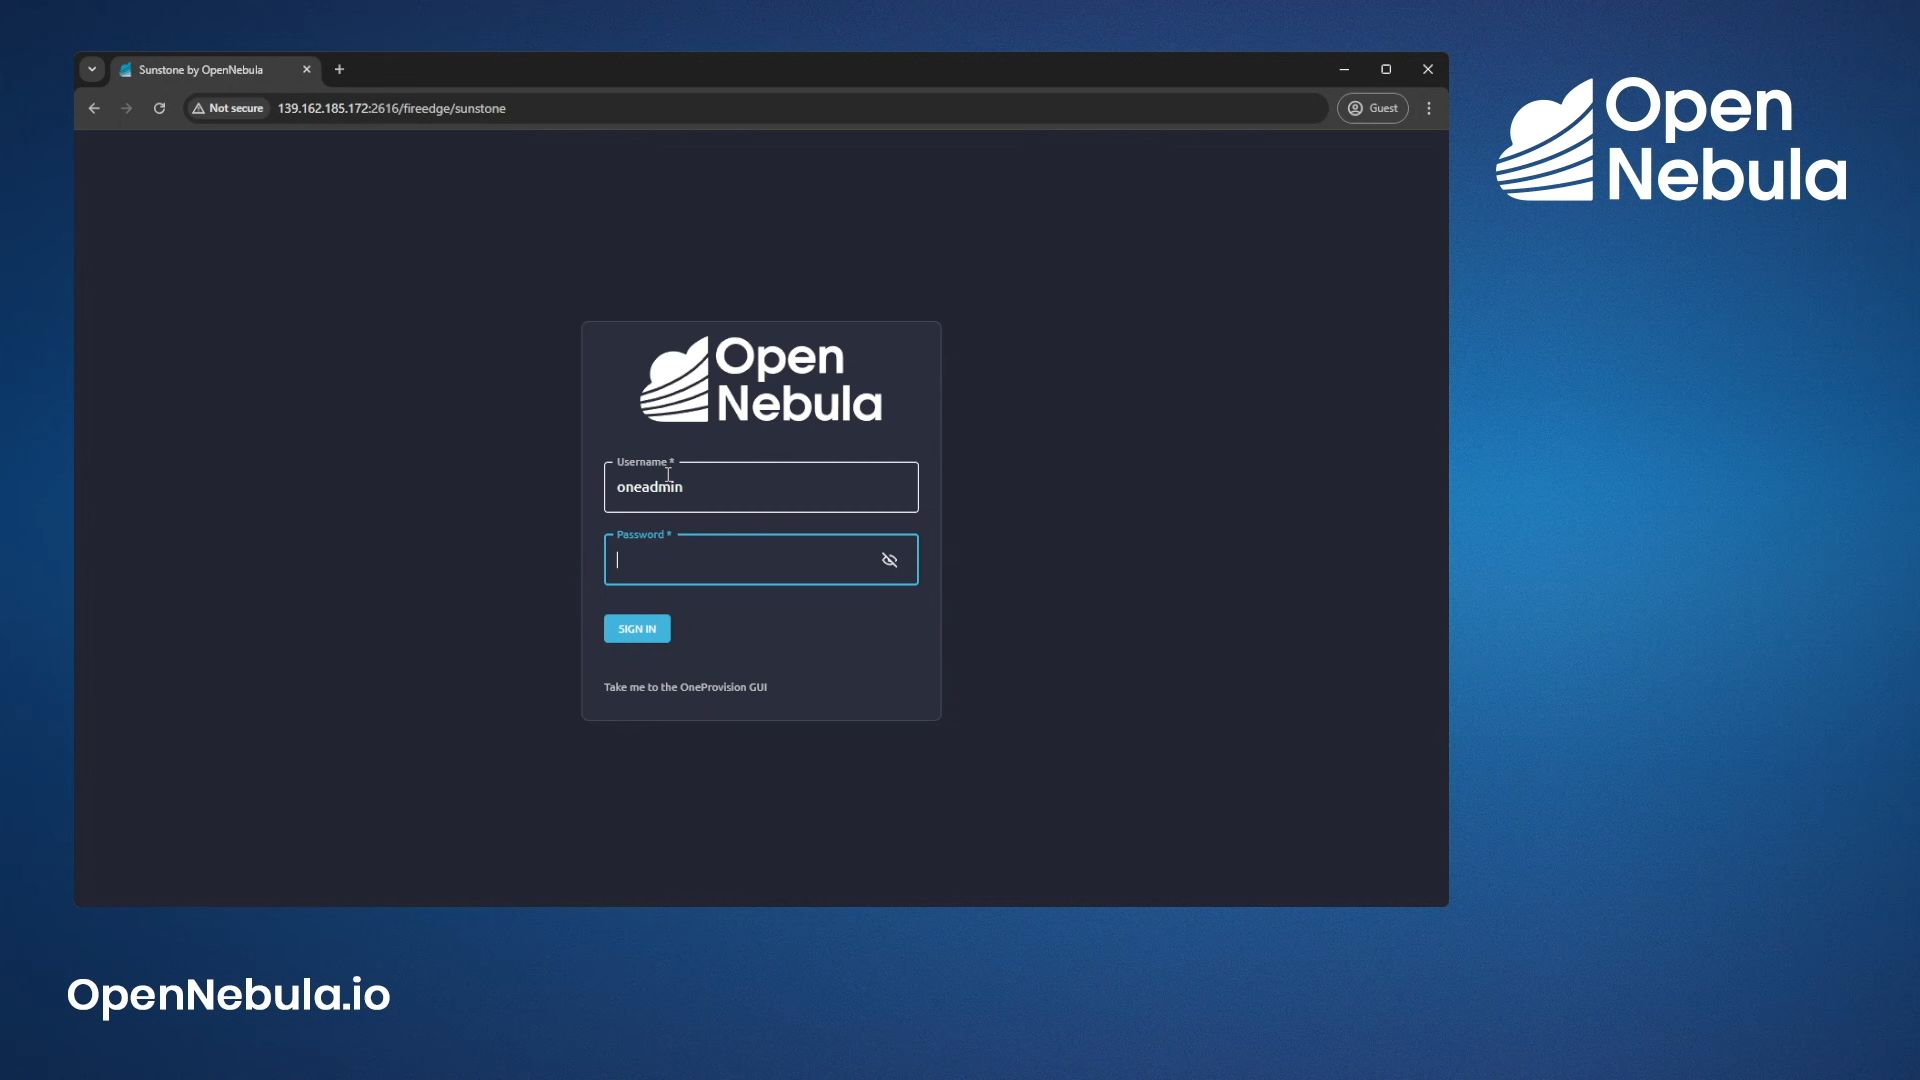 Sunstone by OpenNebula
Not secure 139.162.185.172:2616/fireedge/sunstone Guest
Open
Nebula
Open
Nebula
Username *
oneadmin
Password *
SIGN IN
Take me to the OneProvision GUI
OpenNebula.io